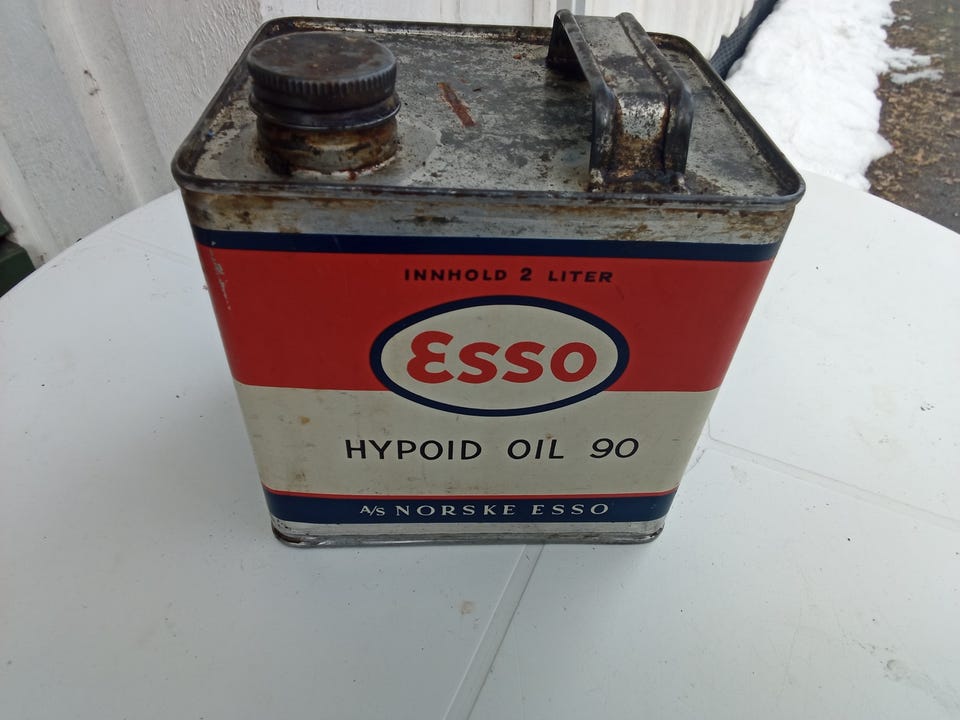 INNHOLD 2 LITER
Esso
HYPOID OIL 90
A/S NORSKE ESSO